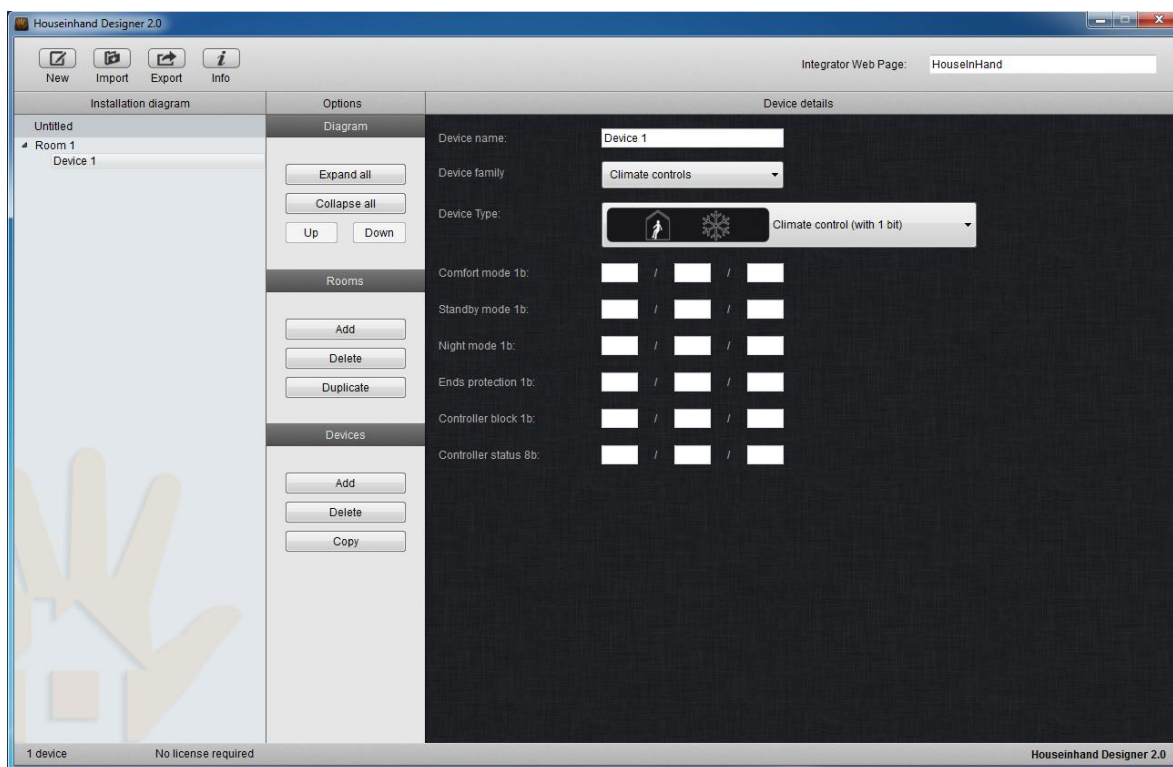 Houseinhand Designer 2.0
New Import Export Info
Integrator Web Page: HouseInHand
Installation diagram Options Device details
Untitled
Room 1
Device 1
Diagram
Expand all
Collapse all
Up Down
Rooms
Add
Delete
Duplicate
Devices
Add
Delete
Copy
Device name: Device 1
Device family Climate controls
Device Type: Climate control (with 1 bit)
Comfort mode 1b: / /
Standby mode 1b: / /
Night mode 1b: / /
Ends protection 1b: / /
Controller block 1b: / /
Controller status 8b: / /
1 device No license required Houseinhand Designer 2.0